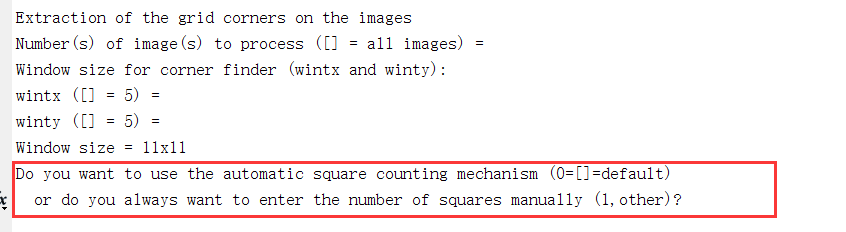 Extraction of the grid corners on the images
Number(s) of image(s) to process ([] = all images) =
Window size for corner finder (wintx and winty):
wintx ([] = 5) =
winty ([] = 5) =
Window size = 11x11
Do you want to use the automatic square counting mechanism (0=[]=default)
or do you always want to enter the number of squares manually (1,other)?